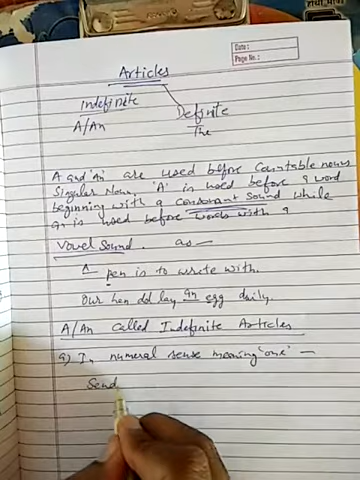 Date :
Page No. :
Articles
Indefinite
Definite
A/An
The
A and 'An' are used before Countable nouns
Singular Noun. 'A' is used before a word
beginning with a consonant sound while
an is used before words with a
Vowel Sound. as —
A pen is to write with.
Our hen did lay an egg daily.
A/An called Indefinite Articles
a) In numeral sense meaning 'one' —
Send